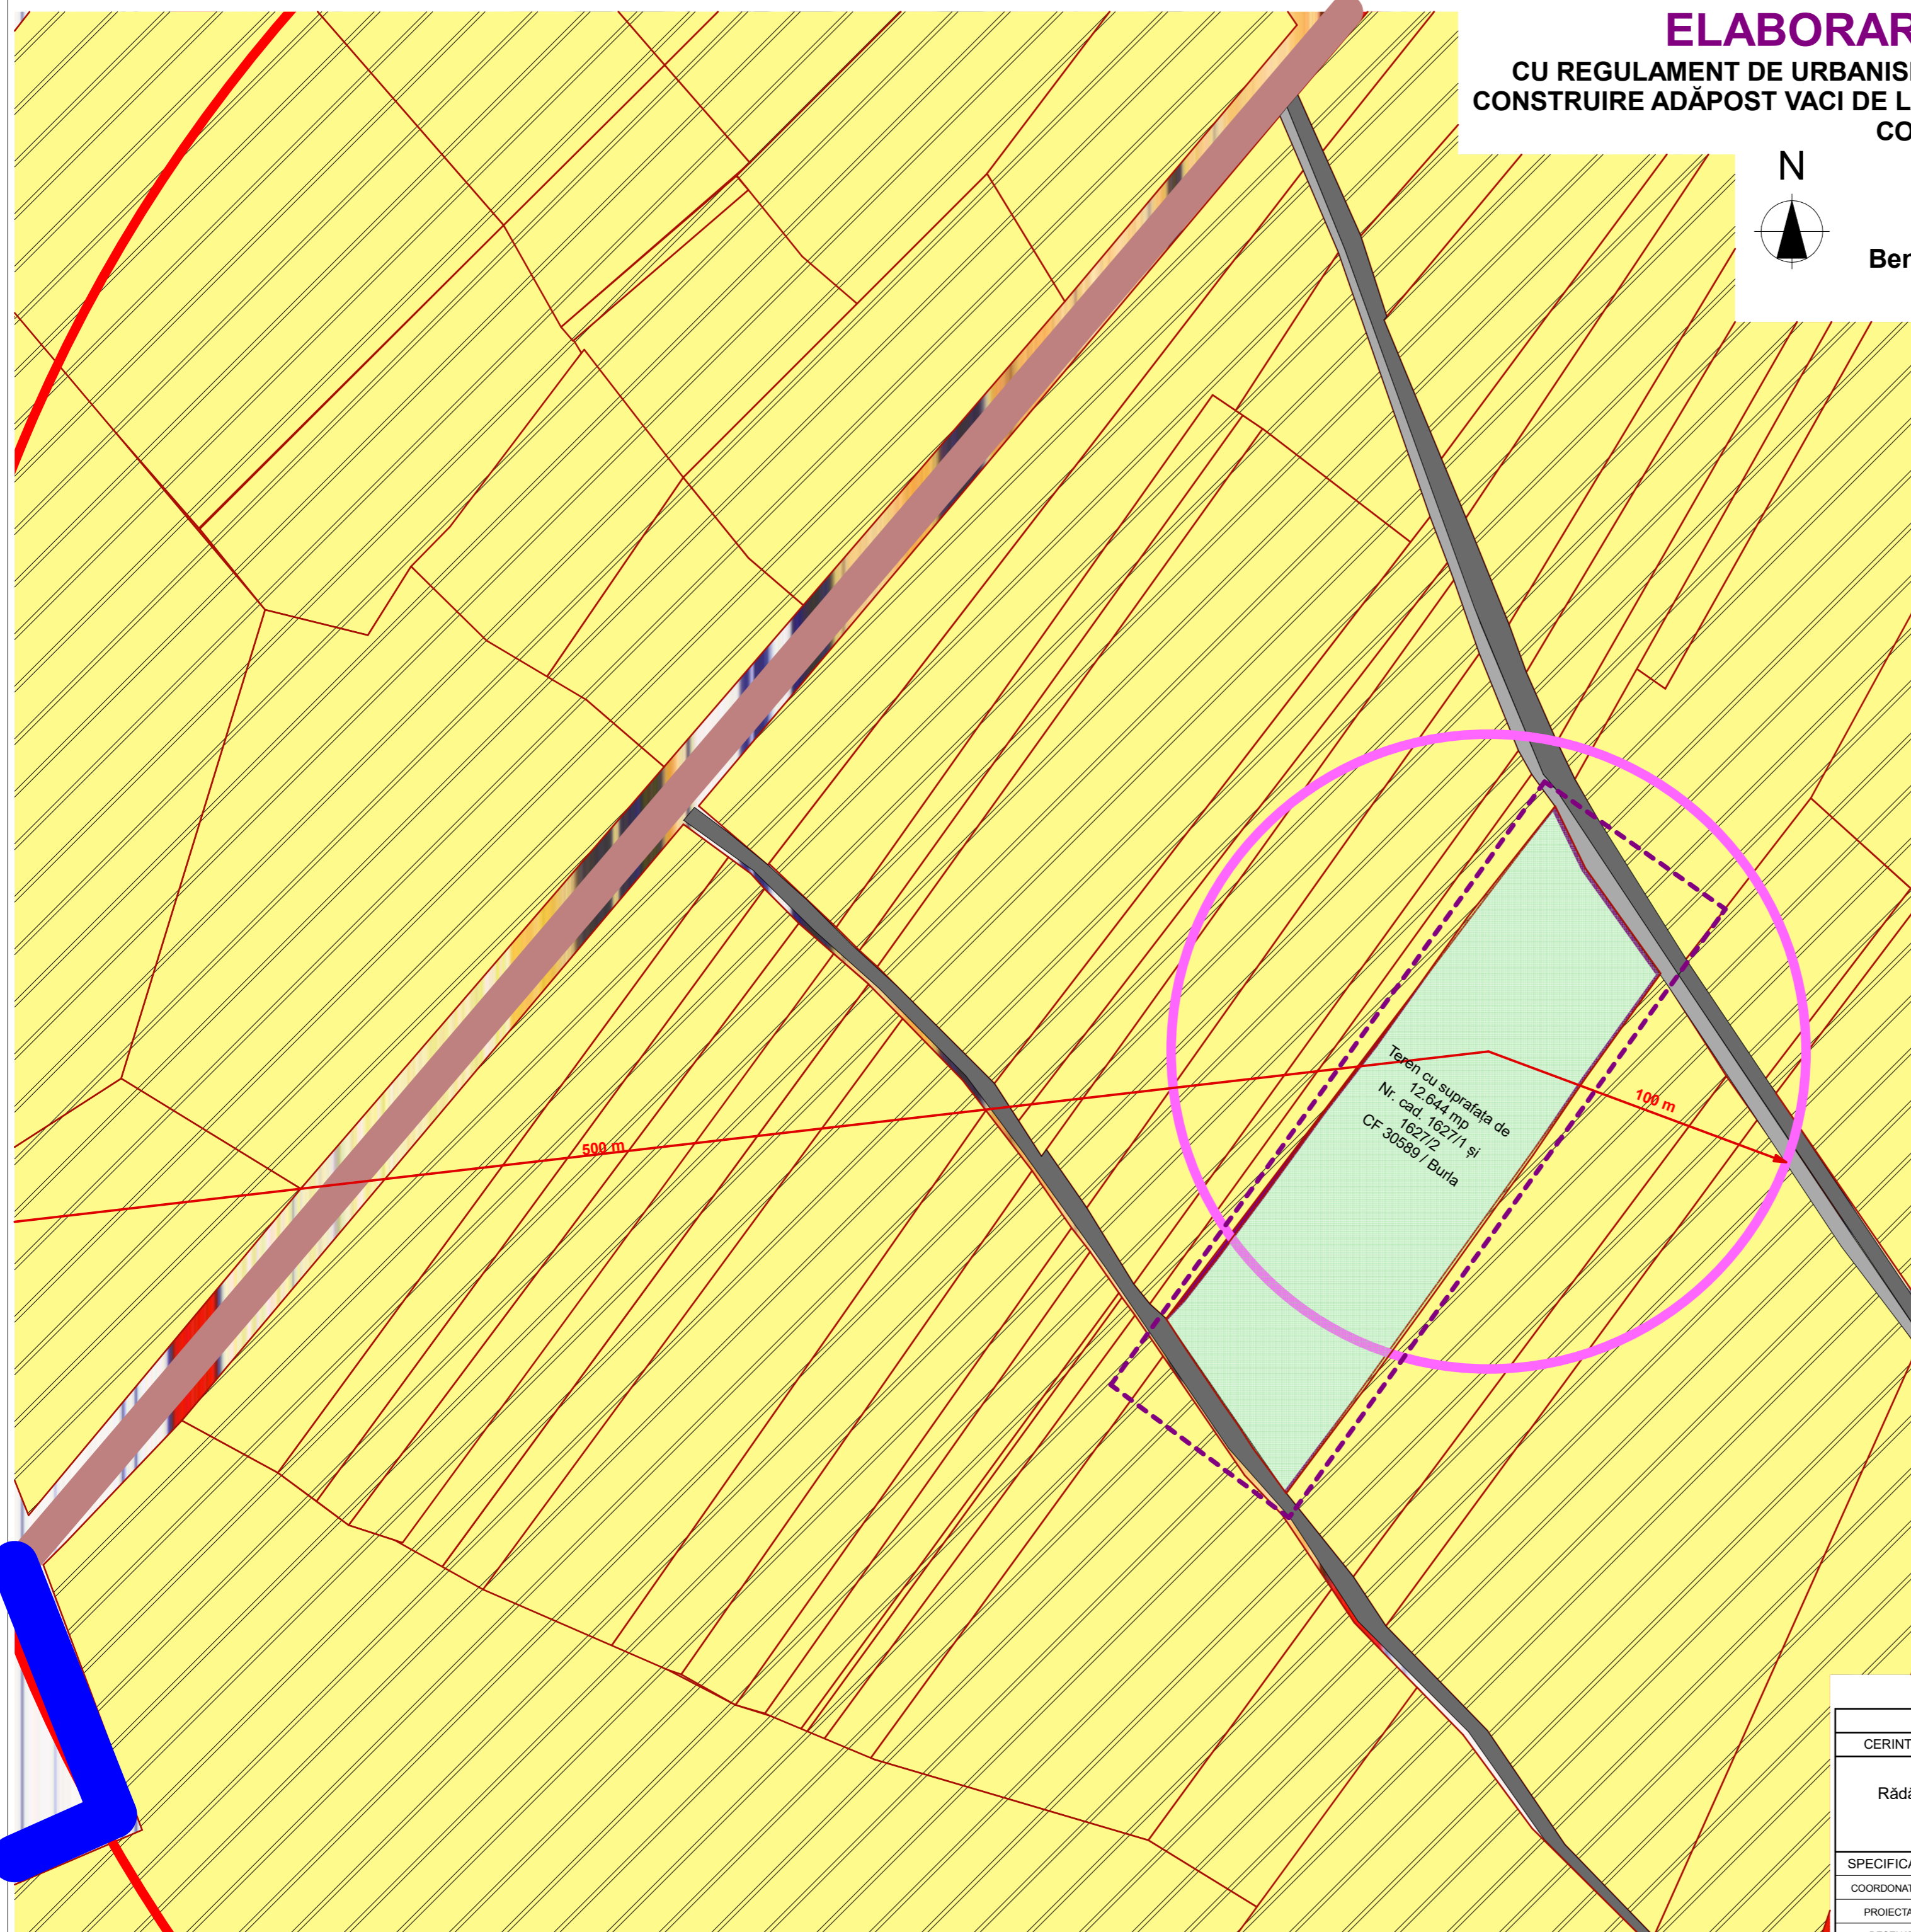 ELABORAR
CU REGULAMENT DE URBANIS
CONSTRUIRE ADĂPOST VACI DE L
CO
N
Ber
Teren cu suprafața de
12.644 mp
Nr. cad. 1627/1 și
1627/2
CF 30589 / Burla
100 m
500 m
CERINT
Rădă
SPECIFICA
COORDONAT
PROIECTA